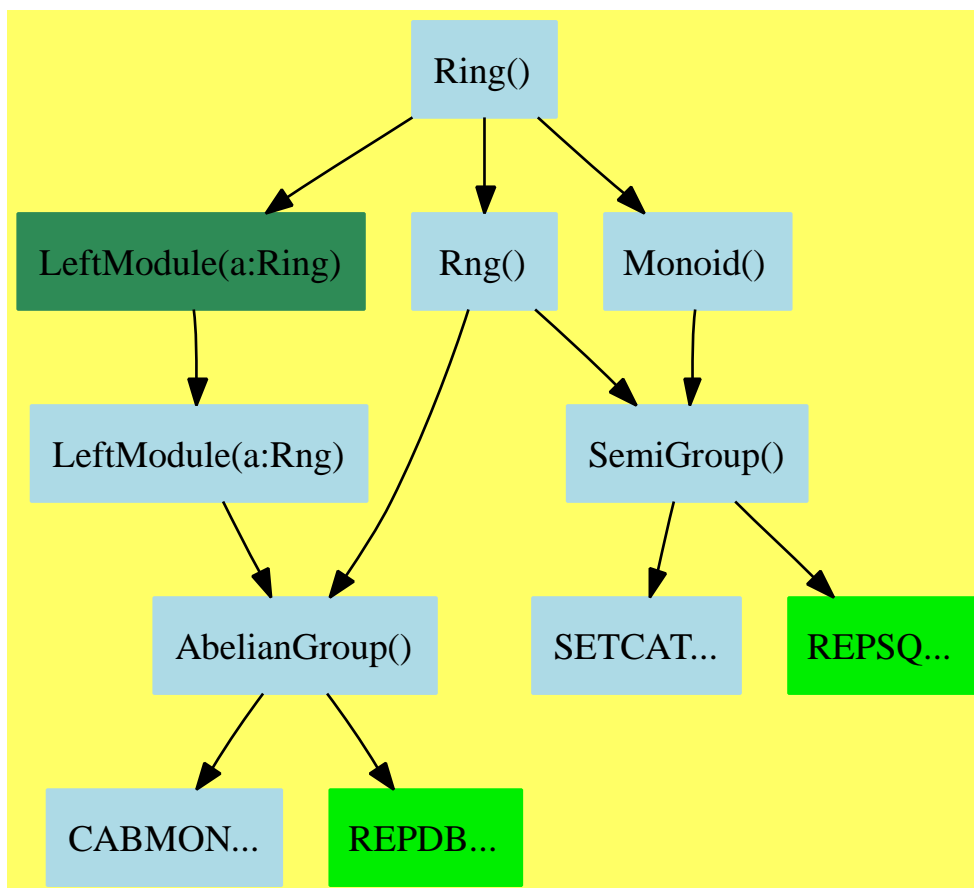 Ring()
LeftModule(a:Ring)
Rng()
Monoid()
LeftModule(a:Rng)
SemiGroup()
AbelianGroup()
SETCAT...
REPSQ...
CABMON...
REPDB...